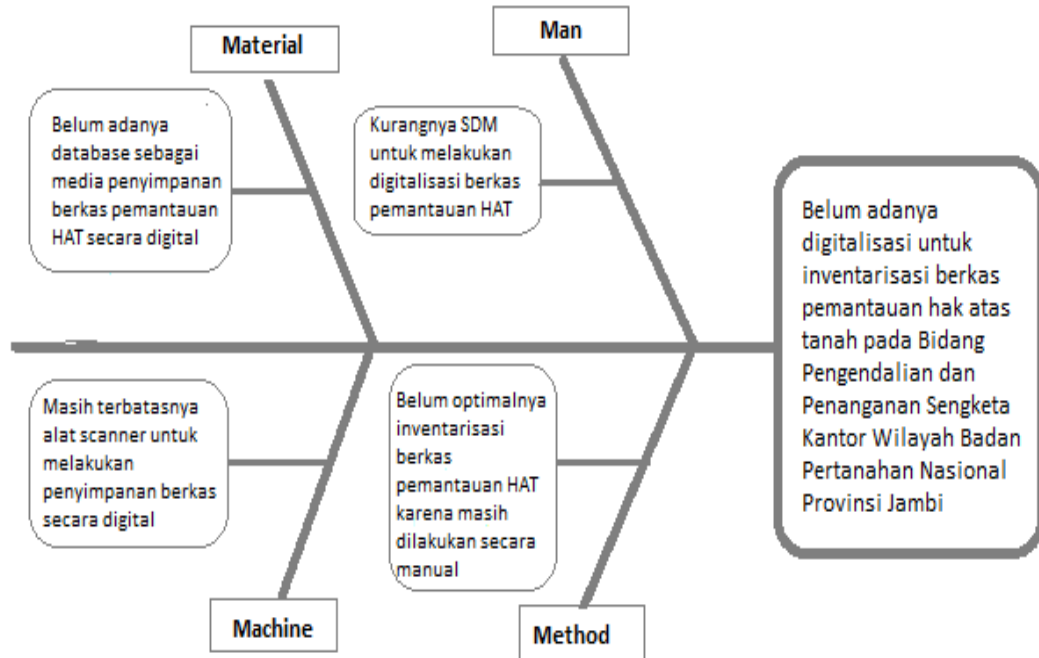 Material
Man
Belum adanya
database sebagai
media penyimpanan
berkas pemantauan
HAT secara digital
Kurangnya SDM
untuk melakukan
digitalisasi berkas
pemantauan HAT
Belum adanya
digitalisasi untuk
inventarisasi berkas
pemantauan hak atas
tanah pada Bidang
Pengendalian dan
Penanganan Sengketa
Kantor Wilayah Badan
Pertanahan Nasional
Provinsi Jambi
Masih terbatasnya
alat scanner untuk
melakukan
penyimpanan berkas
secara digital
Belum optimalnya
inventarisasi
berkas
pemantauan HAT
karena masih
dilakukan secara
manual
Machine
Method